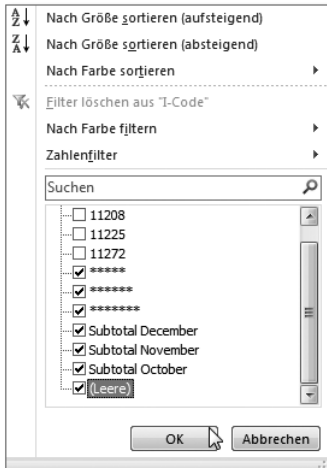 Nach Größe sortieren (aufsteigend)
Nach Größe sortieren (absteigend)
Nach Farbe sortieren
Filter löschen aus "I-Code"
Nach Farbe filtern
Zahlenfilter
Suchen
11208
11225
11272
*****
******
*******
Subtotal December
Subtotal November
Subtotal October
(Leere)
OK
Abbrechen